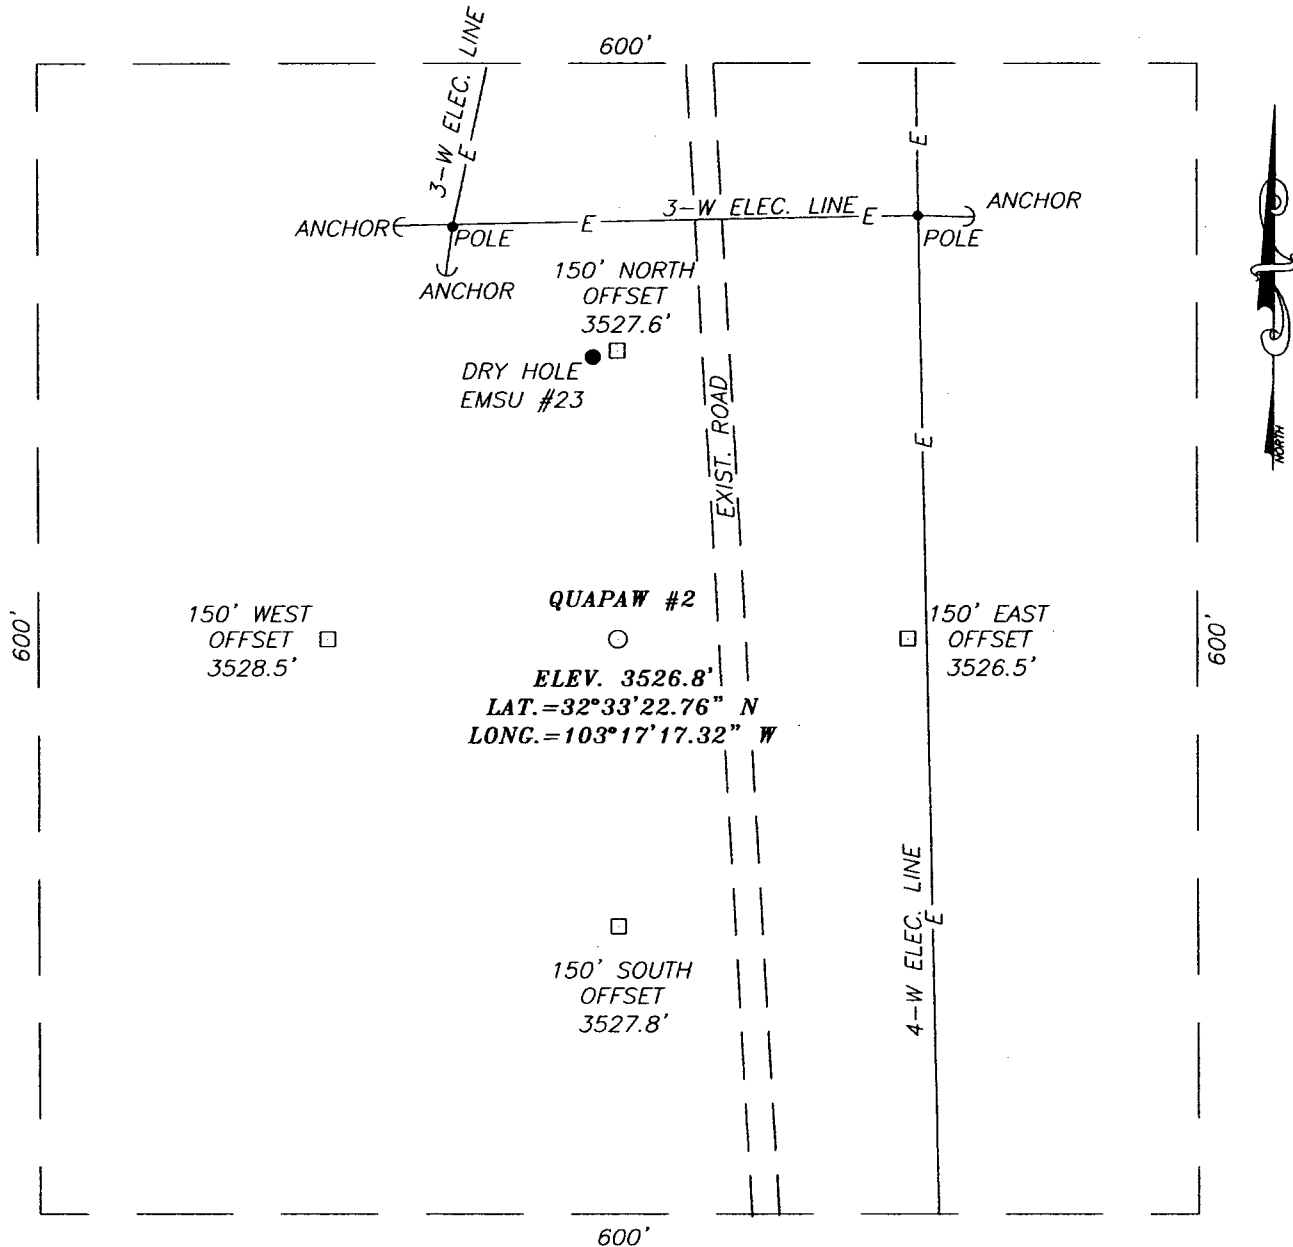 600'
3-W ELEC. LINE
E
E
ANCHOR
POLE
ANCHOR
E
3-W ELEC. LINE
E
ANCHOR
POLE
150' NORTH
OFFSET
3527.6'
DRY HOLE
EMSU #23
EXIST. ROAD
E
NORTH
600'
150' WEST
OFFSET
3528.5'
QUAPAW #2
ELEV. 3526.8'
LAT.=32°33'22.76" N
LONG.=103°17'17.32" W
150' EAST
OFFSET
3526.5'
600'
150' SOUTH
OFFSET
3527.8'
4-W ELEC. LINE
E
600'